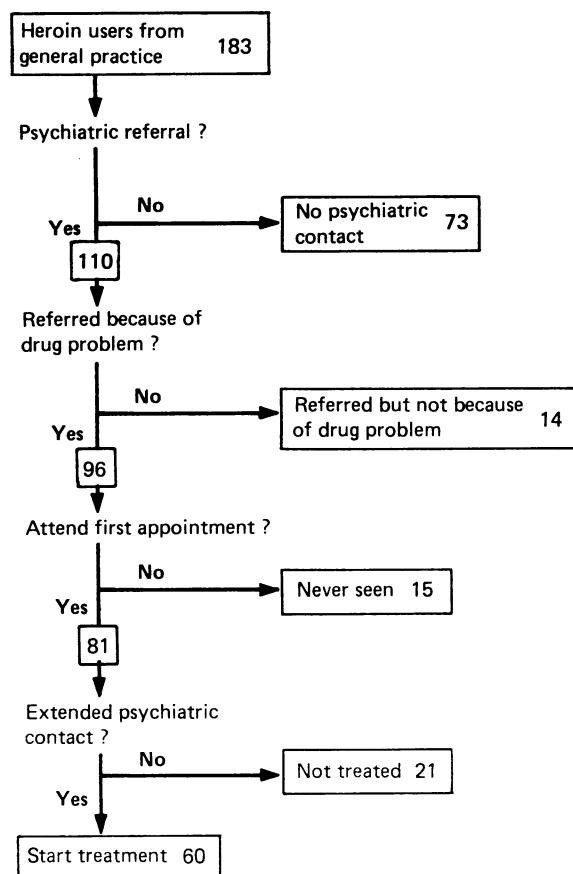 Heroin users from
general practice 183
Psychiatric referral ?
No
Yes
No psychiatric
contact 73
110
Referred because of
drug problem ?
No
Yes
Referred but not because
of drug problem 14
96
Attend first appointment ?
No
Yes
Never seen 15
81
Extended psychiatric
contact ?
No
Yes
Not treated 21
Start treatment 60